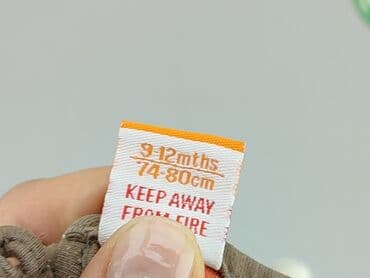 9-12mths
74-80cm
KEEP AWAY
FROM FIRE